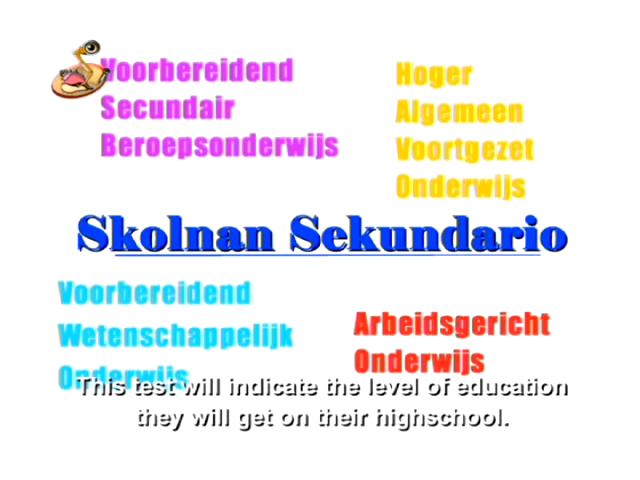 Voorbereidend
Secundair
Beroepsonderwijs
Hoger
Algemeen
Voortgezet
Onderwijs
Skolnan Sekundario
Voorbereidend
Wetenschappelijk
Onderwijs
Arbeidsgericht
Onderwijs
This test will indicate the level of education
they will get on their highschool.